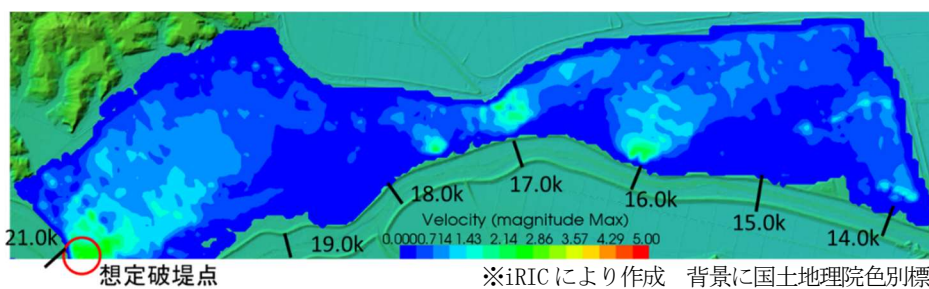 21.0k
19.0k
18.0k
17.0k
16.0k
15.0k
14.0k
Velocity (magnitude Max)
0.0000.714 1.43 2.14 2.86 3.57 4.29 5.00
想定破堤点
※iRICにより作成 背景に国土地理院色別標